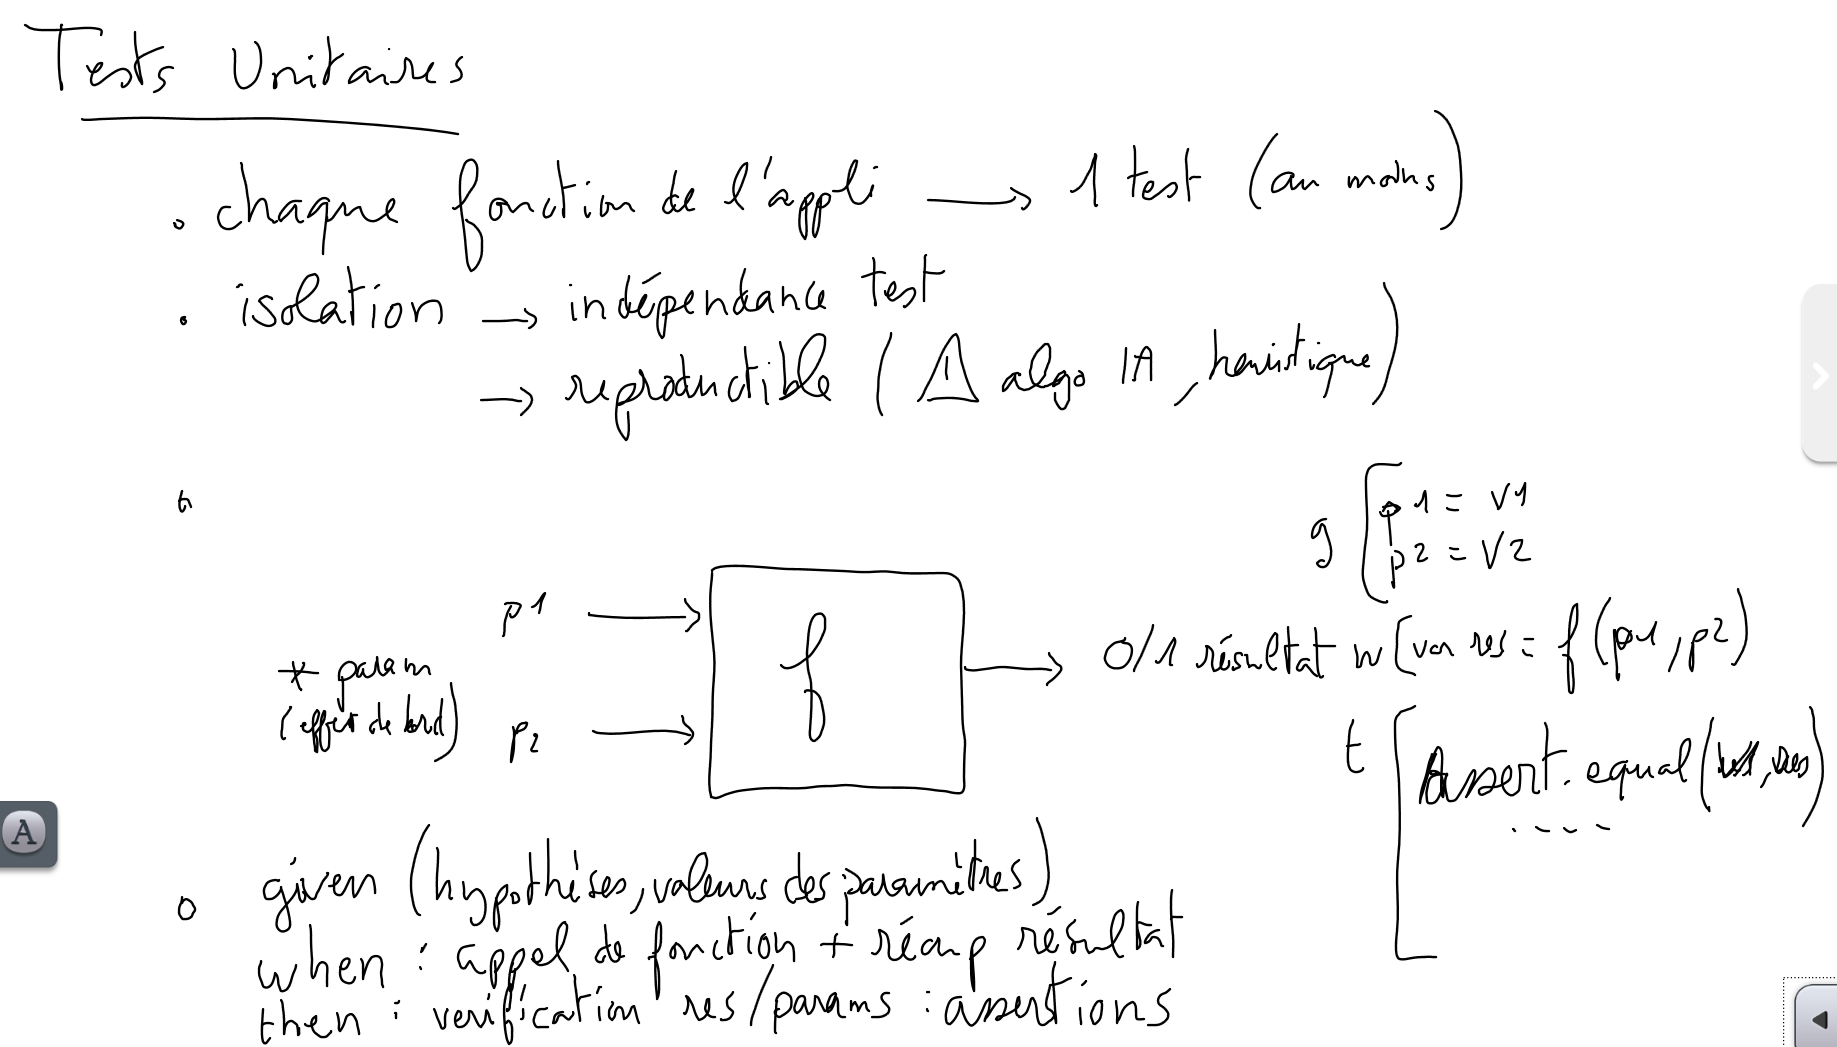 Tests Unitaires
. chaque fonction de l'appli → 1 test (au moins)
. isolation → indépendance test
→ reproductible (⚠ algo IA, heuristique)
g [ p1 = V1
p2 = V2
p1 → f → 0/1 résultat
* param
(effet de bord)
p2 →
w [ var res = f(p1, p2)
t [ Assert.equal( , res)
. - - -
o given (hypothèses, valeurs des paramètres)
when : appel de fonction + récup résultat
then : verification res/params : assertions
A